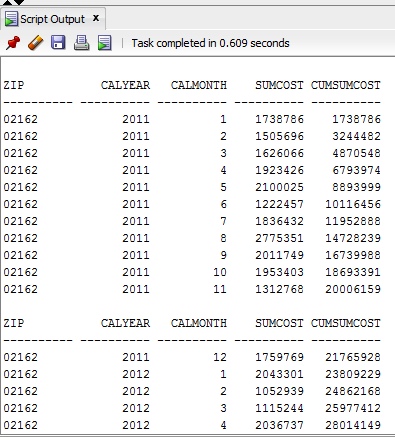 Script Output x
Task completed in 0.609 seconds
ZIP CALYEAR CALMONTH SUMCOST CUMSUMCOST
---------- ---------- ---------- ---------- ----------
02162 2011 1 1738786 1738786
02162 2011 2 1505696 3244482
02162 2011 3 1626066 4870548
02162 2011 4 1923426 6793974
02162 2011 5 2100025 8893999
02162 2011 6 1222457 10116456
02162 2011 7 1836432 11952888
02162 2011 8 2775351 14728239
02162 2011 9 2011749 16739988
02162 2011 10 1953403 18693391
02162 2011 11 1312768 20006159
ZIP CALYEAR CALMONTH SUMCOST CUMSUMCOST
---------- ---------- ---------- ---------- ----------
02162 2011 12 1759769 21765928
02162 2012 1 2043301 23809229
02162 2012 2 1052939 24862168
02162 2012 3 1115244 25977412
02162 2012 4 2036737 28014149